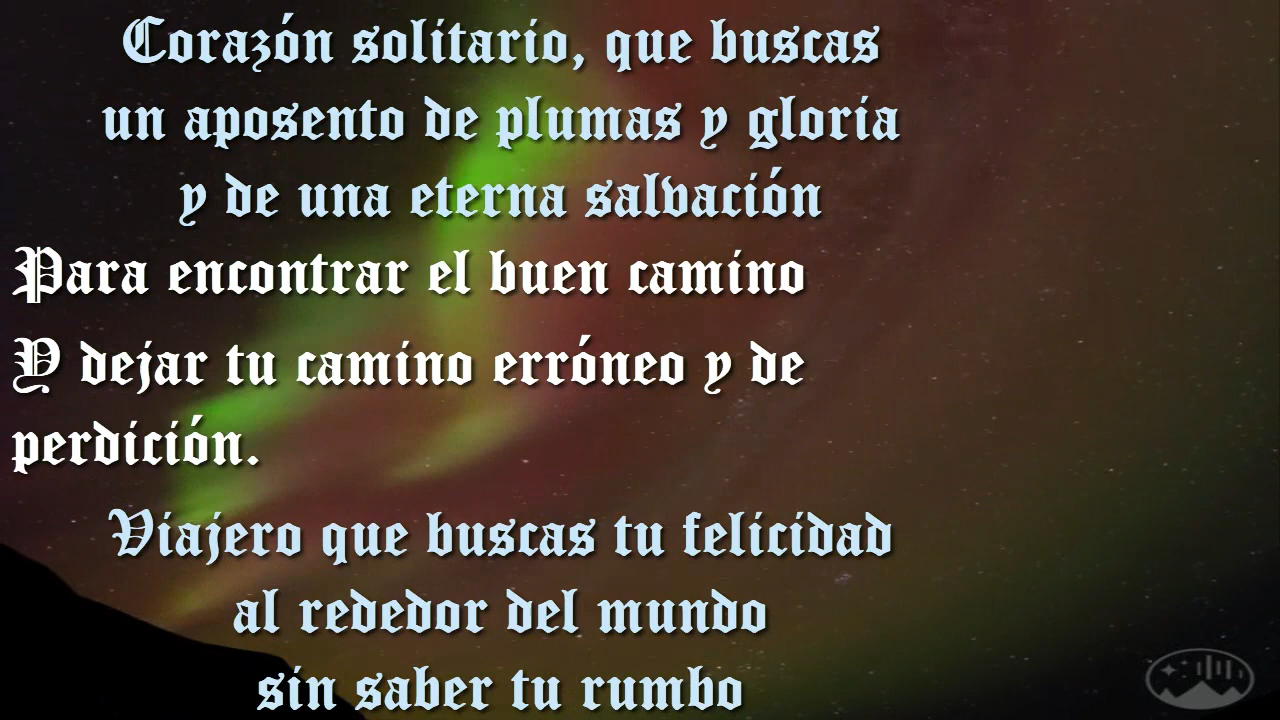 Corazón solitario, que buscas
un aposento de plumas y gloria
y de una eterna salvación
Para encontrar el buen camino
Y dejar tu camino erróneo y de
perdición.
Viajero que buscas tu felicidad
al rededor del mundo
sin saber tu rumbo